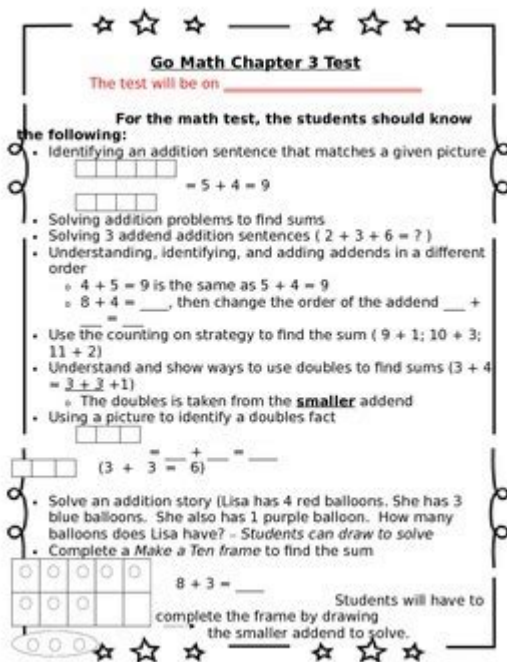 Go Math Chapter 3 Test
The test will be on ____________________
For the math test, the students should know
the following:
• Identifying an addition sentence that matches a given picture
= 5 + 4 = 9
• Solving addition problems to find sums
• Solving 3 addend addition sentences ( 2 + 3 + 6 = ? )
• Understanding, identifying, and adding addends in a different
order
o 4 + 5 = 9 is the same as 5 + 4 = 9
o 8 + 4 = ____, then change the order of the addend ___ +
___ = ___
• Use the counting on strategy to find the sum ( 9 + 1; 10 + 3;
11 + 2)
• Understand and show ways to use doubles to find sums (3 + 4
= 3 + 3 +1)
o The doubles is taken from the smaller addend
• Using a picture to identify a doubles fact
= ___ + ___ = ____
(3 + 3 = 6)
• Solve an addition story (Lisa has 4 red balloons. She has 3
blue balloons. She also has 1 purple balloon. How many
balloons does Lisa have? – Students can draw to solve
• Complete a Make a Ten frame to find the sum
8 + 3 = ____
Students will have to
complete the frame by drawing
the smaller addend to solve.